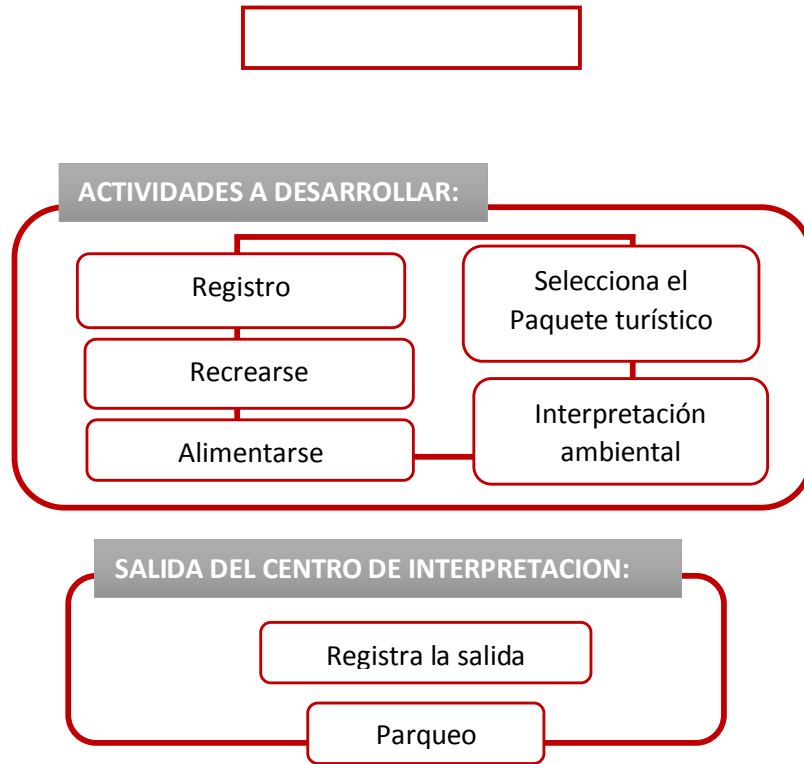 ACTIVIDADES A DESARROLLAR:
Registro
Recrearse
Alimentarse
Selecciona el
Paquete turístico
Interpretación
ambiental
SALIDA DEL CENTRO DE INTERPRETACION:
Registra la salida
Parqueo